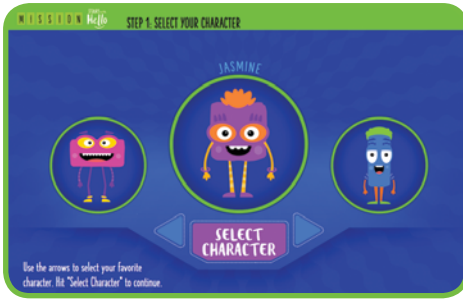 MISSION Hello STEP 1: SELECT YOUR CHARACTER
JASMINE
SELECT
CHARACTER
Use the arrows to select your Favorite
character. Hit "Select Character" to continue.